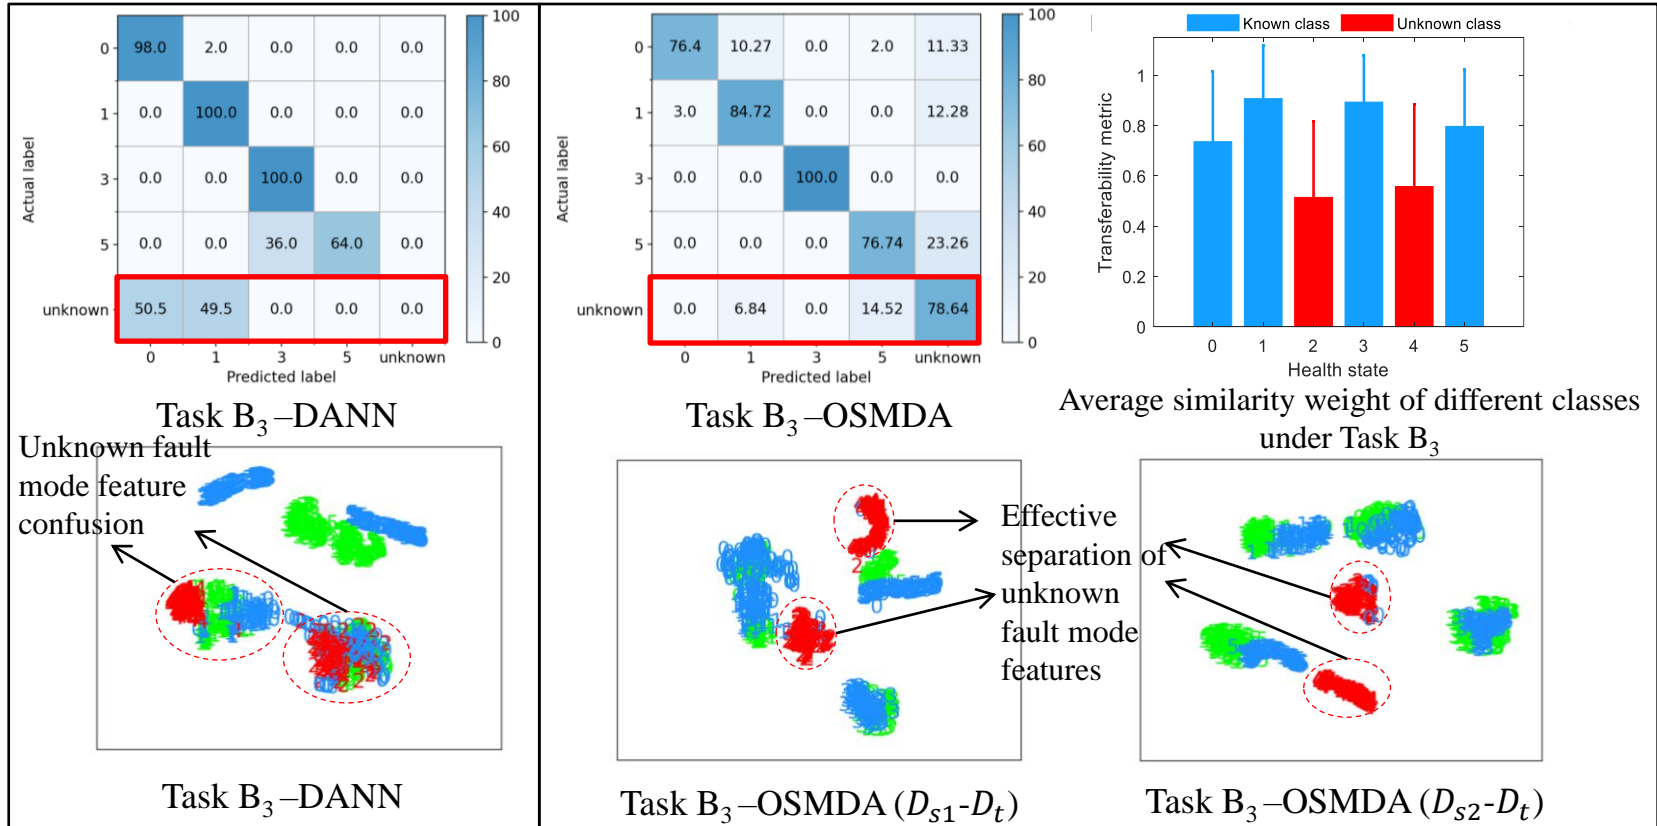 Actual label
0
1
3
5
unknown
98.0 2.0 0.0 0.0 0.0
0.0 100.0 0.0 0.0 0.0
0.0 0.0 100.0 0.0 0.0
0.0 0.0 36.0 64.0 0.0
50.5 49.5 0.0 0.0 0.0
0 1 3 5 unknown
Predicted label
100
80
60
40
20
0
Task B3 –DANN
Actual label
0
1
3
5
unknown
76.4 10.27 0.0 2.0 11.33
3.0 84.72 0.0 0.0 12.28
0.0 0.0 100.0 0.0 0.0
0.0 0.0 0.0 76.74 23.26
0.0 6.84 0.0 14.52 78.64
0 1 3 5 unknown
Predicted label
100
80
60
40
20
0
Task B3–OSMDA
Known class Unknown class
Transferability metric
1
0.8
0.6
0.4
0.2
0
0 1 2 3 4 5
Health state
Average similarity weight of different classes
under Task B3
Unknown fault
mode feature
confusion
Task B3 –DANN
Effective
separation of
unknown
fault mode
features
Task B3 –OSMDA (Ds1-Dt)
Task B3 –OSMDA (Ds2-Dt)